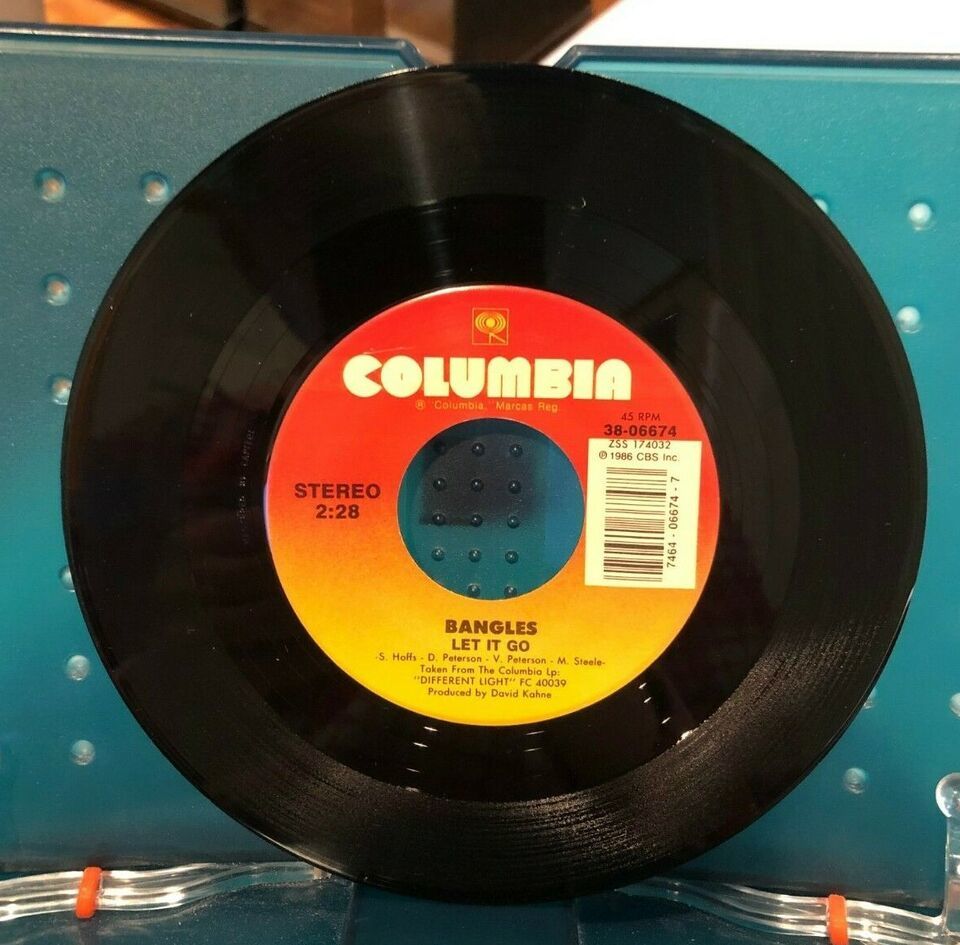 COLUMBIA
® "Columbia," Marcas Reg.
45 RPM
38-06674
ZSS 174032
℗ 1986 CBS Inc.
7464-06674-7
STEREO
2:28
BANGLES
LET IT GO
-S. Hoffs - D. Peterson - V. Peterson - M. Steele-
Taken From The Columbia Lp:
"DIFFERENT LIGHT" FC 40039
Produced by David Kahne